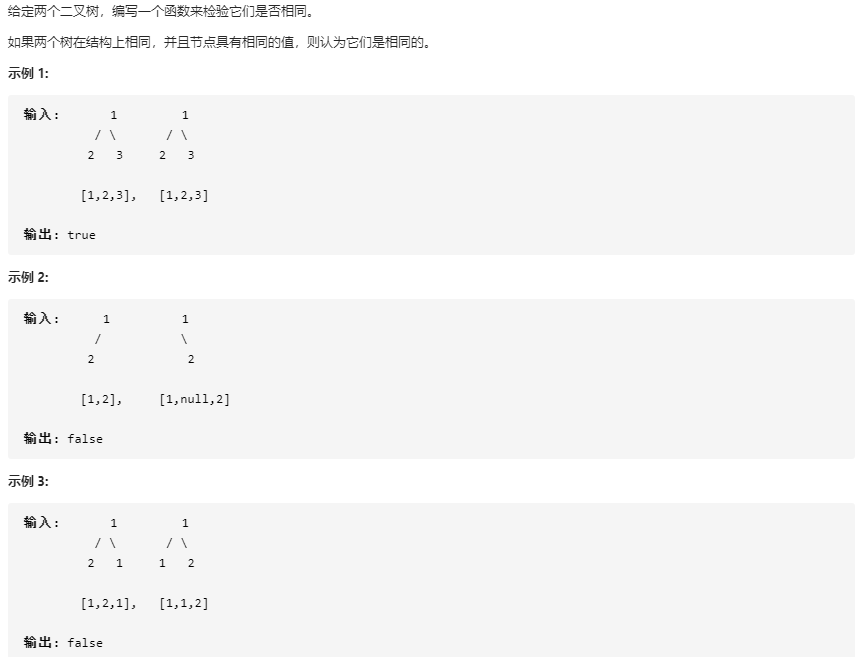 给定两个二叉树，编写一个函数来检验它们是否相同。
如果两个树在结构上相同，并且节点具有相同的值，则认为它们是相同的。
示例 1:
输入:       1         1
          / \       / \
         2   3     2   3
        [1,2,3],   [1,2,3]
输出: true
示例 2:
输入:      1          1
          /           \
         2             2
        [1,2],     [1,null,2]
输出: false
示例 3:
输入:       1         1
          / \       / \
         2   1     1   2
        [1,2,1],   [1,1,2]
输出: false